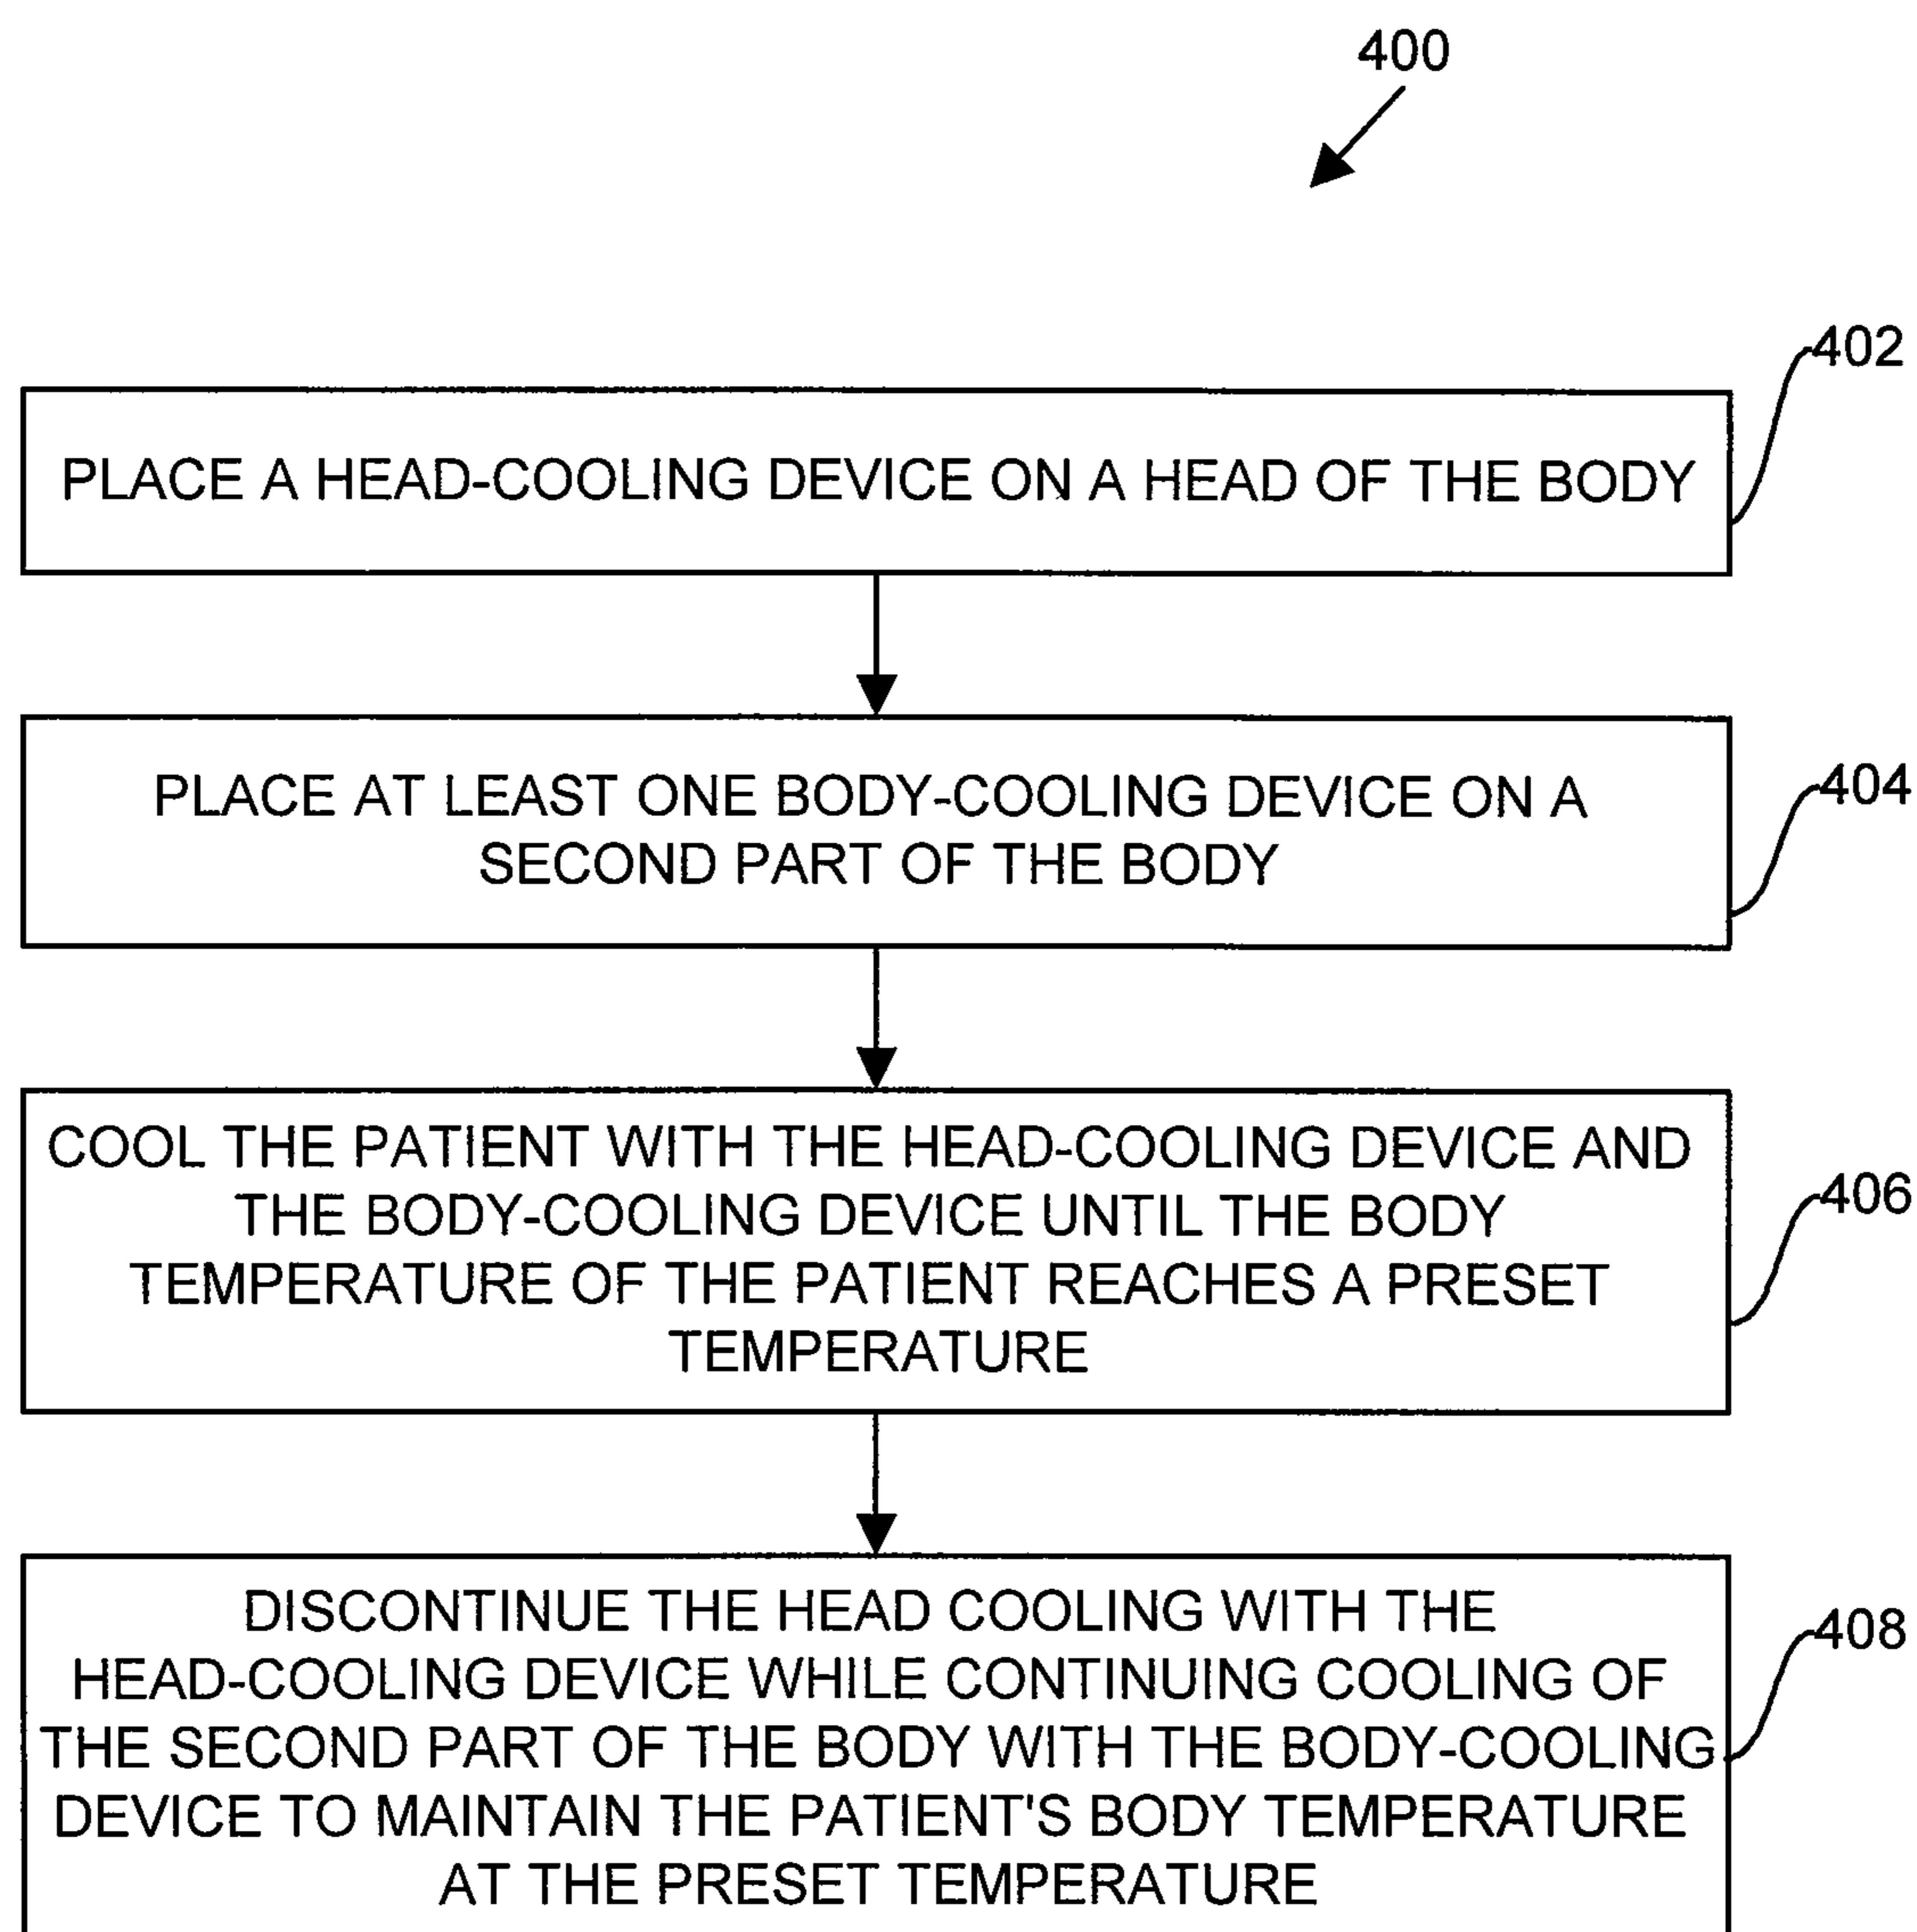 400
402
PLACE A HEAD-COOLING DEVICE ON A HEAD OF THE BODY
404
PLACE AT LEAST ONE BODY-COOLING DEVICE ON A
SECOND PART OF THE BODY
406
COOL THE PATIENT WITH THE HEAD-COOLING DEVICE AND
THE BODY-COOLING DEVICE UNTIL THE BODY
TEMPERATURE OF THE PATIENT REACHES A PRESET
TEMPERATURE
408
DISCONTINUE THE HEAD COOLING WITH THE
HEAD-COOLING DEVICE WHILE CONTINUING COOLING OF
THE SECOND PART OF THE BODY WITH THE BODY-COOLING
DEVICE TO MAINTAIN THE PATIENT'S BODY TEMPERATURE
AT THE PRESET TEMPERATURE